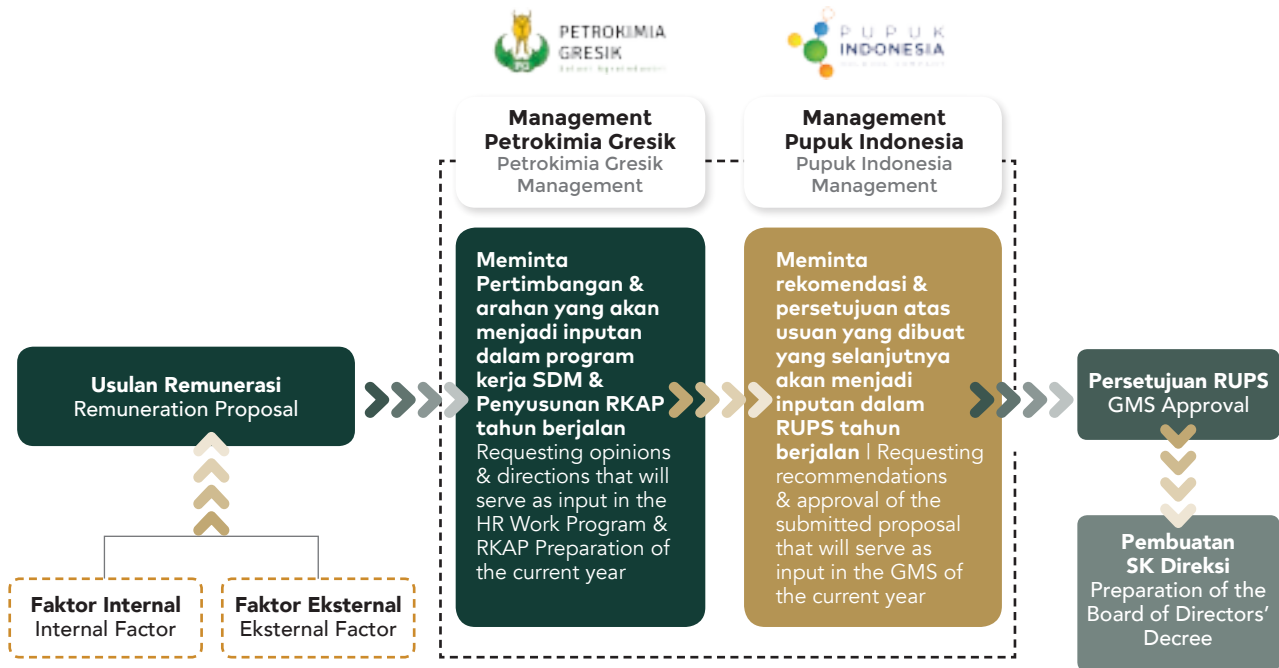 PETROKIMIA
GRESIK
PUPUK
INDONESIA
Management
Petrokimia Gresik
Petrokimia Gresik
Management
Management
Pupuk Indonesia
Pupuk Indonesia
Management
Meminta
Pertimbangan &
arahan yang akan
menjadi inputan
dalam program
kerja SDM &
Penyusunan RKAP
tahun berjalan
Requesting opinions
& directions that will
serve as input in the
HR Work Program &
RKAP Preparation of
the current year
Meminta
rekomendasi &
persetujuan atas
usuan yang dibuat
yang selanjutnya
akan menjadi
inputan dalam
RUPS tahun
berjalan | Requesting
recommendations
& approval of the
submitted proposal
that will serve as
input in the GMS of
the current year
Usulan Remunerasi
Remuneration Proposal
Faktor Internal
Internal Factor
Faktor Eksternal
Eksternal Factor
Persetujuan RUPS
GMS Approval
Pembuatan
SK Direksi
Preparation of the
Board of Directors’
Decree